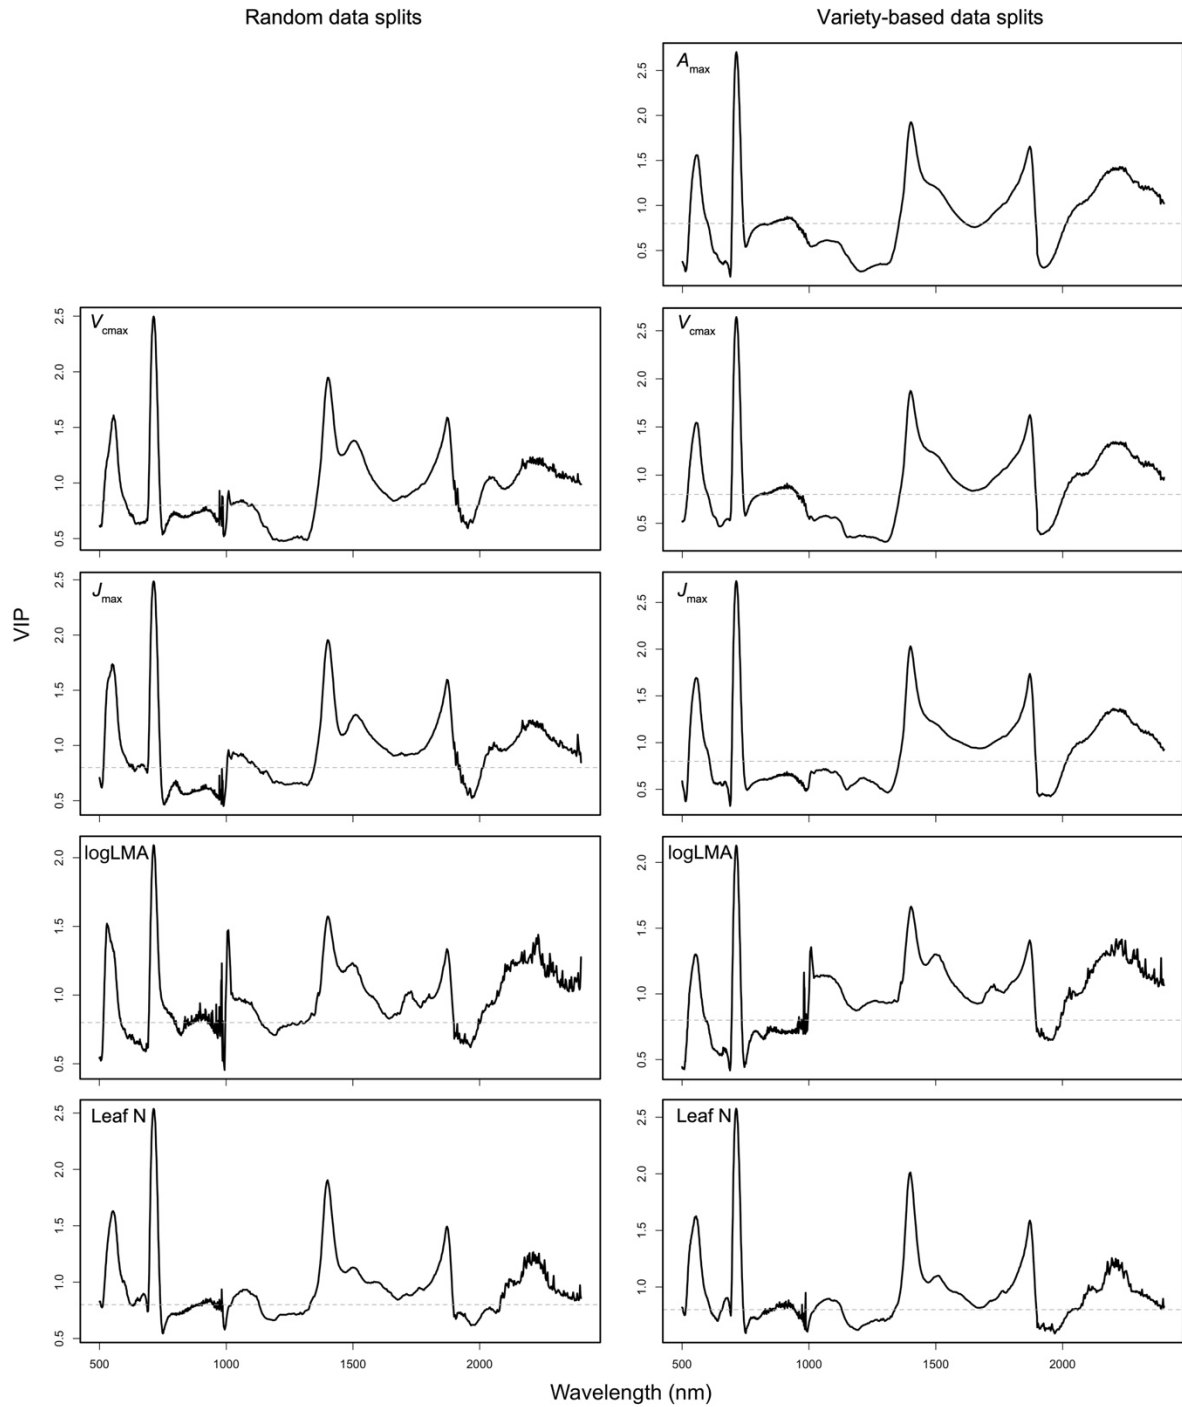 Random data splits
Variety-based data splits
Amax
0.5 1.0 1.5 2.0 2.5
Vcmax
0.5 1.0 1.5 2.0 2.5
Vcmax
0.5 1.0 1.5 2.0 2.5
Jmax
0.5 1.0 1.5 2.0 2.5
Jmax
0.5 1.0 1.5 2.0 2.5
VIP
logLMA
0.5 1.0 1.5 2.0
logLMA
0.5 1.0 1.5 2.0
Leaf N
0.5 1.0 1.5 2.0 2.5
Leaf N
1.0 1.5 2.0 2.5
500 1000 1500 2000
500 1000 1500 2000
Wavelength (nm)